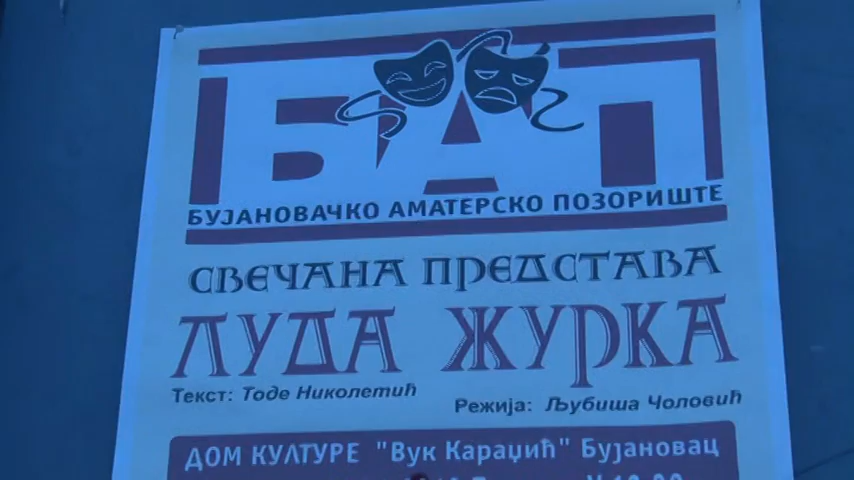 БАП
БУЈАНОВАЧКО АМАТЕРСКО ПОЗОРИШТЕ
СВЕЧАНА ПРЕДСТАВА
ЛУДА ЖУРКА
Текст: Тоде Николетић
Режија: Љубиша Чоловић
ДОМ КУЛТУРЕ "Вук Караџић" Бујановац